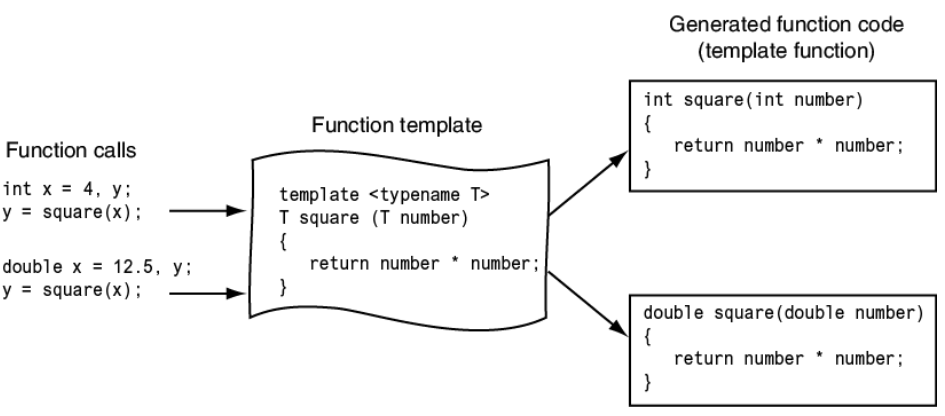 Function calls
int x = 4, y;
y = square(x);
double x = 12.5, y;
y = square(x);
Function template
template <typename T>
T square (T number)
{
return number * number;
}
Generated function code
(template function)
int square(int number)
{
return number * number;
}
double square(double number)
{
return number * number;
}